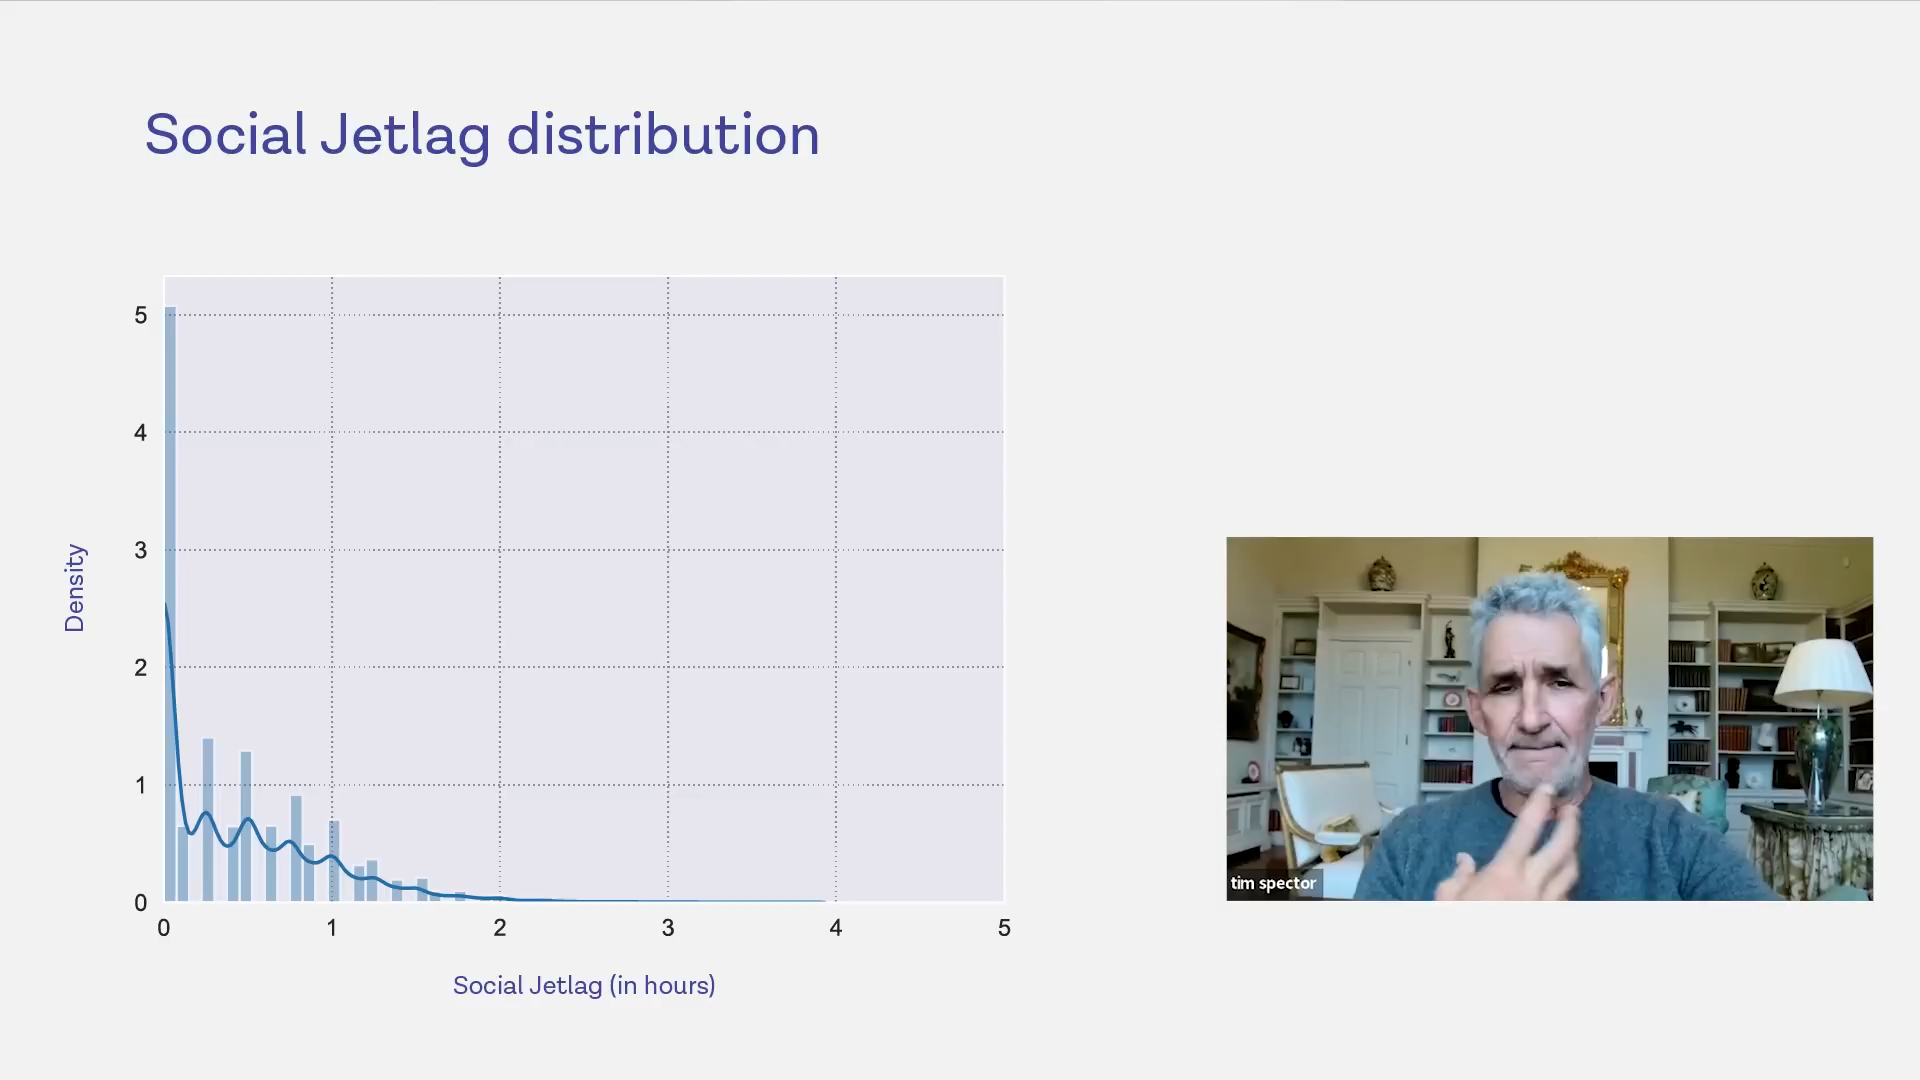 Social Jetlag distribution
5
4
3
2
1
0
Density
0 1 2 3 4 5
Social Jetlag (in hours)
tim spector